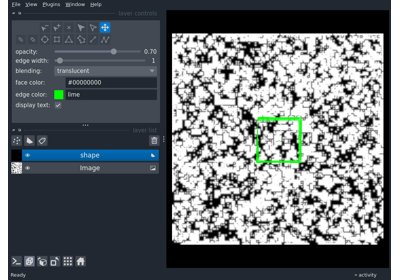 File View Plugins Window Help
layer controls
opacity: 0.70
edge width: 1
blending: translucent
face color: #00000000
edge color: lime
display text:
layer list
shape
Image
Ready
activity